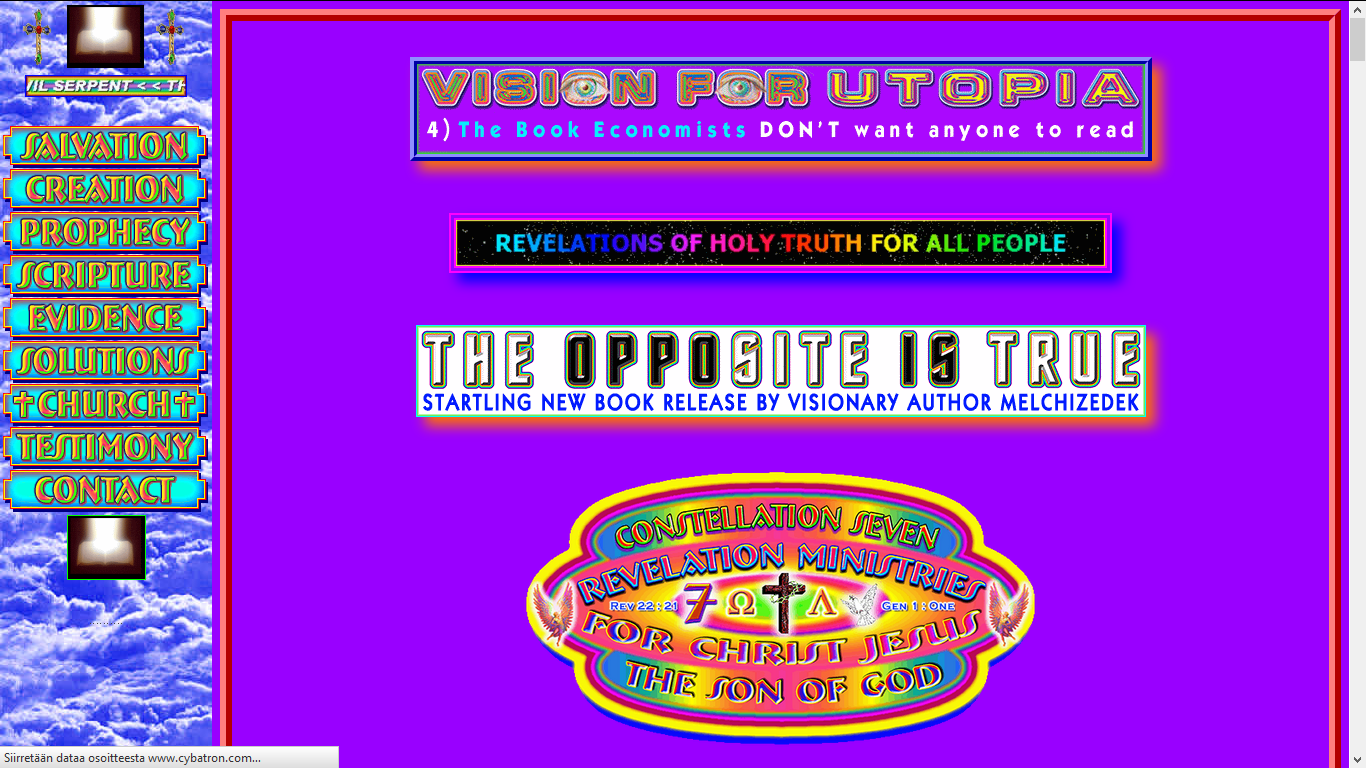 VIL SERPENT << T
SALVATION
CREATION
PROPHECY
SCRIPTURE
EVIDENCE
SOLUTIONS
†CHURCH†
TESTIMONY
CONTACT
VISION FOR UTOPIA
4) The Book Economists DON'T want anyone to read
REVELATIONS OF HOLY TRUTH FOR ALL PEOPLE
THE OPPOSITE IS TRUE
STARTLING NEW BOOK RELEASE BY VISIONARY AUTHOR MELCHIZEDEK
CONSTELLATION SEVEN
REVELATION MINISTRIES
REV 22:21 7 Ω Λ GEN 1:ONE
FOR CHRIST JESUS
THE SON OF GOD
Siirretään dataa osoitteesta www.cybatron.com...